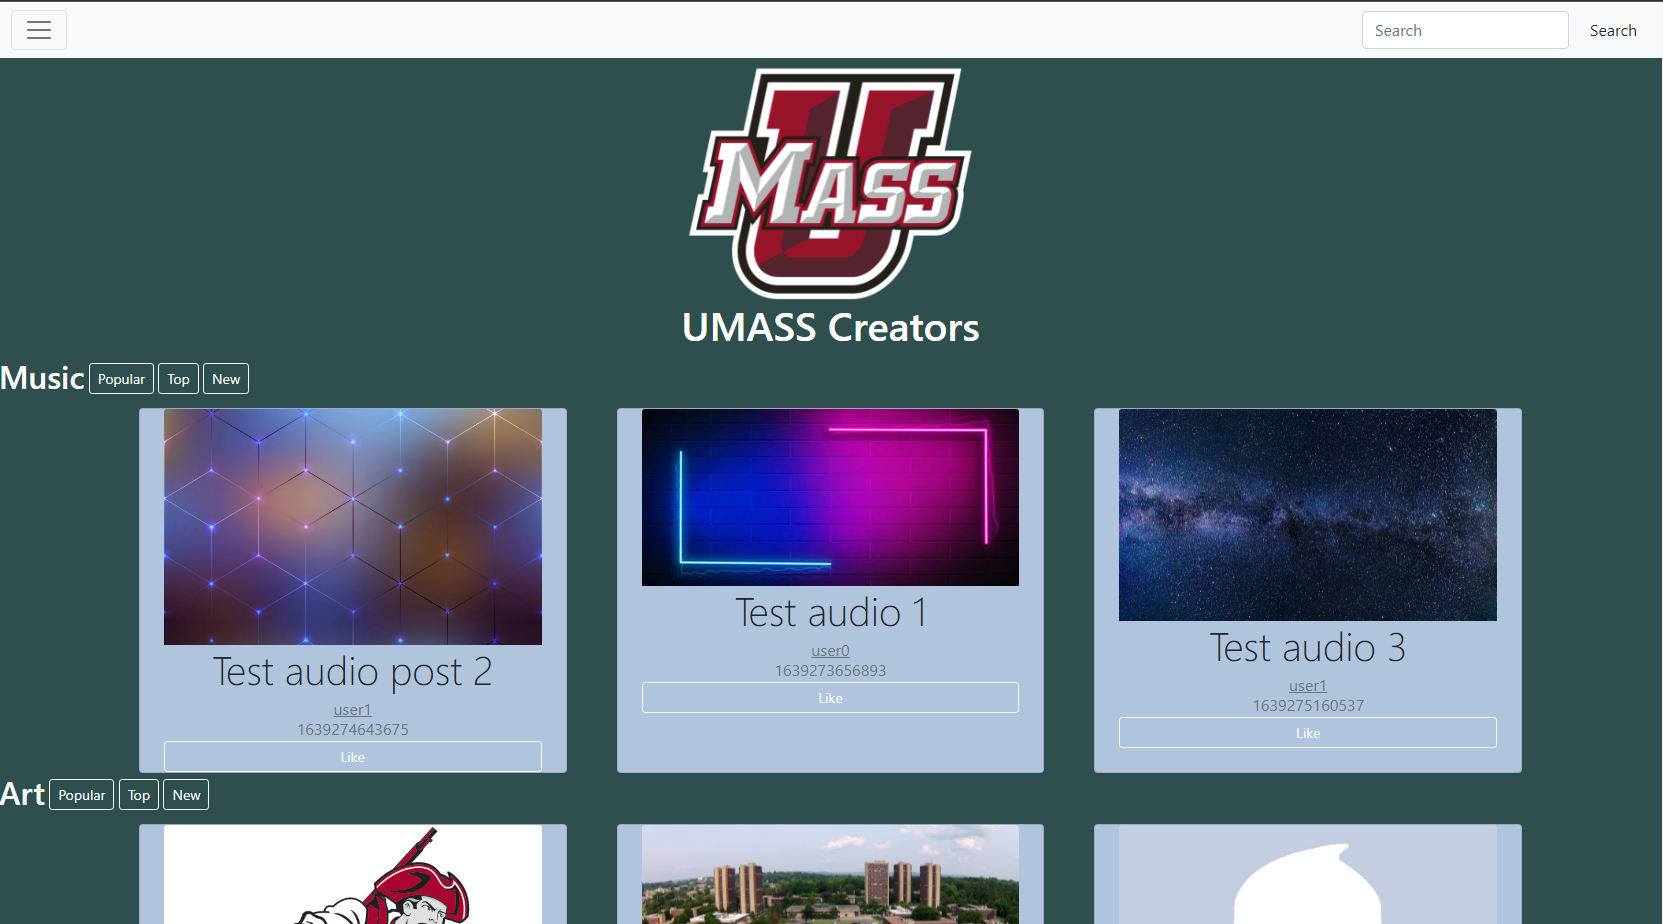 Search Search
UMASS
UMASS Creators
Music Popular Top New
Test audio post 2
user1
1639274643675
Like
Test audio 1
user0
1639273656893
Like
Test audio 3
user1
1639275160537
Like
Art Popular Top New